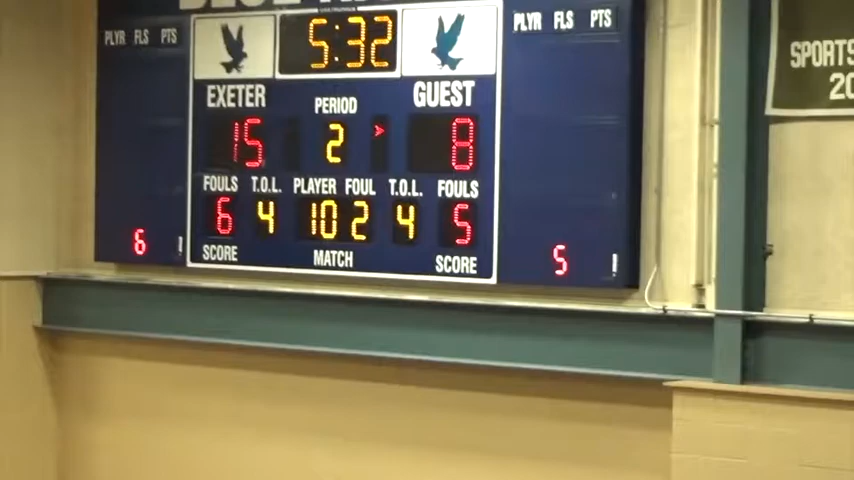 PLYR FLS PTS
5:32
PLYR FLS PTS
SPORTS
20
EXETER
PERIOD
GUEST
15
2
8
FOULS T.O.L. PLAYER FOUL T.O.L. FOULS
6 4 10 2 4 5
6
SCORE MATCH SCORE
5